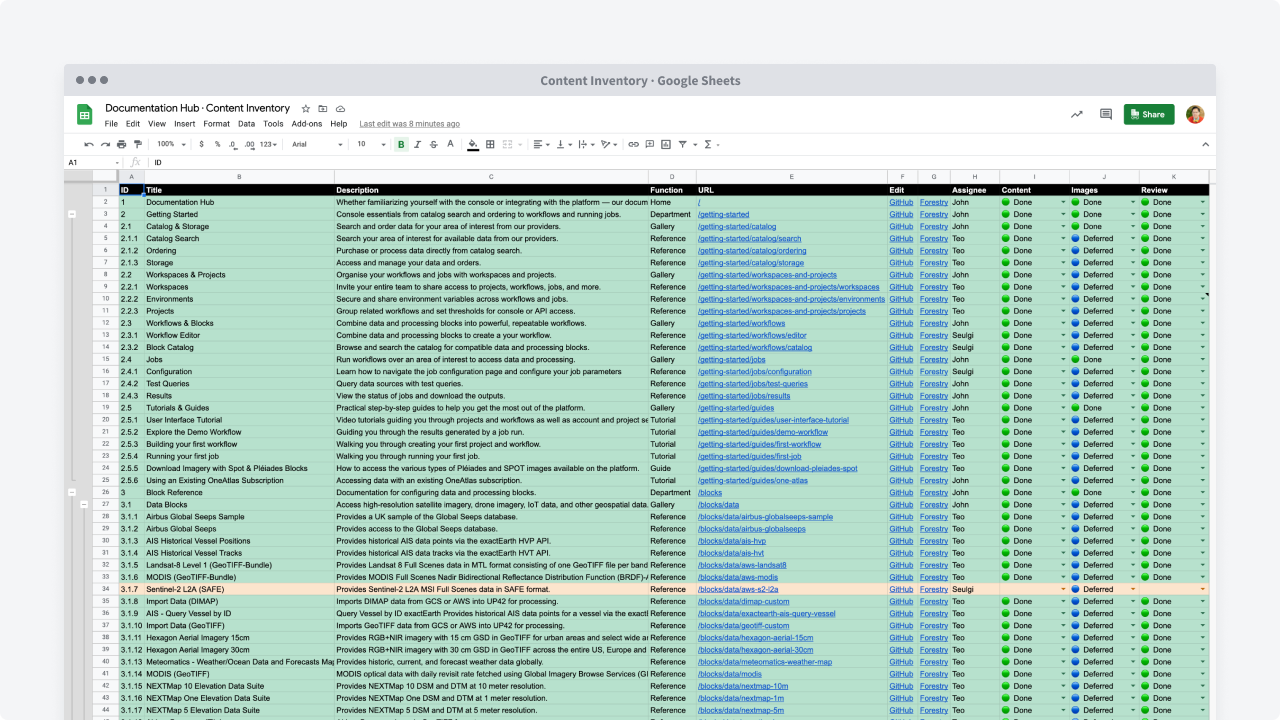 Content Inventory · Google Sheets
Documentation Hub · Content Inventory
Share
File Edit View Insert Format Data Tools Add-ons Help Last edit was 8 minutes ago
100% $ % .0 .00 123 Arial 10 B I S A
A1 fx ID
A B C D E F G H I J K
1 ID Title Description Function URL Edit Assignee Content Images Review
2 1 Documentation Hub Whether familiarizing yourself with the console or integrating with the platform — our docum Home / GitHub Forestry John Done Done Done
3 2 Getting Started Console essentials from catalog search and ordering to workflows and running jobs. Department /getting-started GitHub Forestry John Done Done Done
4 2.1 Catalog & Storage Search and order data for your area of interest from our providers. Gallery /getting-started/catalog GitHub Forestry John Done Done Done
5 2.1.1 Catalog Search Search your area of interest for available data from our providers. Reference /getting-started/catalog/search GitHub Forestry Teo Done Deferred Done
6 2.1.2 Ordering Purchase or process data directly from catalog search. Reference /getting-started/catalog/ordering GitHub Forestry Teo Done Deferred Done
7 2.1.3 Storage Access and manage your data and orders. Reference /getting-started/catalog/storage GitHub Forestry Teo Done Deferred Done
8 2.2 Workspaces & Projects Organise your workflows and jobs with workspaces and projects. Gallery /getting-started/workspaces-and-projects GitHub Forestry John Done Deferred Done
9 2.2.1 Workspaces Invite your entire team to share access to projects, workflows, jobs, and more. Reference /getting-started/workspaces-and-projects/workspaces GitHub Forestry Teo Done Deferred Done
10 2.2.2 Environments Secure and share environment variables across workflows and jobs. Reference /getting-started/workspaces-and-projects/environments GitHub Forestry Teo Done Deferred Done
11 2.2.3 Projects Group related workflows and set thresholds for console or API access. Reference /getting-started/workspaces-and-projects/projects GitHub Forestry Teo Done Deferred Done
12 2.3 Workflows & Blocks Combine data and processing blocks into powerful, repeatable workflows. Gallery /getting-started/workflows GitHub Forestry John Done Deferred Done
13 2.3.1 Workflow Editor Combine data and processing blocks to create a your workflow. Reference /getting-started/workflows/editor GitHub Forestry Seulgi Done Deferred Done
14 2.3.2 Block Catalog Browse and search the catalog for compatible data and processing blocks. Reference /getting-started/workflows/catalog GitHub Forestry Seulgi Done Deferred Done
15 2.4 Jobs Run workflows over an area of interest to access data and processing. Gallery /getting-started/jobs GitHub Forestry John Done Done Done
16 2.4.1 Configuration Learn how to navigate the job configuration page and configure your job parameters Reference /getting-started/jobs/configuration GitHub Forestry Seulgi Done Deferred Done
17 2.4.2 Test Queries Query data sources with test queries. Reference /getting-started/jobs/test-queries GitHub Forestry John Done Deferred Done
18 2.4.3 Results View the status of jobs and download the outputs. Reference /getting-started/jobs/results GitHub Forestry Teo Done Deferred Done
19 2.5 Tutorials & Guides Practical step-by-step guides to help you get the most out of the platform. Gallery /getting-started/guides GitHub Forestry John Done Done Done
20 2.5.1 User Interface Tutorial Video tutorials guiding you through projects and workflows as well as account and project se Tutorial /getting-started/guides/user-interface-tutorial GitHub Forestry Teo Done Deferred Done
21 2.5.2 Explore the Demo Workflow Guiding you through the results generated by a job run. Tutorial /getting-started/guides/demo-workflow GitHub Forestry Teo Done Deferred Done
22 2.5.3 Building your first workflow Walking you through creating your first project and workflow. Tutorial /getting-started/guides/first-workflow GitHub Forestry Teo Done Deferred Done
23 2.5.4 Running your first job Walking you through running your first job. Tutorial /getting-started/guides/first-job GitHub Forestry Teo Done Deferred Done
24 2.5.5 Download Imagery with Spot & Pléiades Blocks How to access the various types of Pléiades and SPOT images available on the platform. Guide /getting-started/guides/download-pleiades-spot GitHub Forestry Teo Done Deferred Done
25 2.5.6 Using an Existing OneAtlas Subscription Accessing data with an existing OneAtlas subscription. Tutorial /getting-started/guides/one-atlas GitHub Forestry Teo Done Deferred Done
26 3 Block Reference Documentation for configuring data and processing blocks. Department /blocks GitHub Forestry John Done Done Done
27 3.1 Data Blocks Access high-resolution satellite imagery, drone imagery, IoT data, and other geospatial data. Gallery /blocks/data GitHub Forestry John Done Deferred Done
28 3.1.1 Airbus Global Seeps Sample Provides a UK sample of the Global Seeps database. Reference /blocks/data/airbus-globalseeps-sample GitHub Forestry Teo Done Deferred Done
29 3.1.2 Airbus Global Seeps Provides access to the Global Seeps database. Reference /blocks/data/airbus-globalseeps GitHub Forestry Teo Done Deferred Done
30 3.1.3 AIS Historical Vessel Positions Provides historical AIS data points via the exactEarth HVP API. Reference /blocks/data/ais-hvp GitHub Forestry Teo Done Deferred Done
31 3.1.4 AIS Historical Vessel Tracks Provides historical AIS data tracks via the exactEarth HVT API. Reference /blocks/data/ais-hvt GitHub Forestry Teo Done Deferred Done
32 3.1.5 Landsat-8 Level 1 (GeoTIFF-Bundle) Provides Landsat 8 Full Scenes data in MTL format consisting of one GeoTIFF file per band Reference /blocks/data/aws-landsat8 GitHub Forestry Teo Done Deferred Done
33 3.1.6 MODIS (GeoTIFF-Bundle) Provides MODIS Full Scenes Nadir Bidirectional Reflectance Distribution Function (BRDF)-A Reference /blocks/data/aws-modis GitHub Forestry Teo Done Deferred Done
34 3.1.7 Sentinel-2 L2A (SAFE) Provides Sentinel-2 L2A MSI Full Scenes data in SAFE format. Reference /blocks/data/aws-s2-l2a GitHub Forestry Seulgi
35 3.1.8 Import Data (DIMAP) Imports DIMAP data from GCS or AWS into UP42 for processing. Reference /blocks/data/dimap-custom GitHub Forestry Teo Done Deferred Done
36 3.1.9 AIS - Query Vessel by ID Query Vessel by ID exactEarth Provides historical AIS data points for a vessel via the exactE Reference /blocks/data/exactearth-ais-query-vessel GitHub Forestry Teo Done Deferred Done
37 3.1.10 Import Data (GeoTIFF) Imports GeoTIFF data from GCS or AWS into UP42 for processing. Reference /blocks/data/geotiff-custom GitHub Forestry Teo Done Deferred Done
38 3.1.11 Hexagon Aerial Imagery 15cm Provides RGB+NIR imagery with 15 cm GSD in GeoTIFF for urban areas and select wide ar Reference /blocks/data/hexagon-aerial-15cm GitHub Forestry Teo Done Deferred Done
39 3.1.12 Hexagon Aerial Imagery 30cm Provides RGB+NIR imagery with 30 cm GSD in GeoTIFF across the entire US, Europe and Reference /blocks/data/hexagon-aerial-30cm GitHub Forestry Teo Done Deferred Done
40 3.1.13 Meteomatics - Weather/Ocean Data and Forecasts Map Provides historic, current, and forecast weather data globally. Reference /blocks/data/meteomatics-weather-map GitHub Forestry Teo Done Deferred Done
41 3.1.14 MODIS (GeoTIFF) MODIS optical data with daily revisit rate fetched using Global Imagery Browse Services (GI Reference /blocks/data/modis GitHub Forestry Teo Done Deferred Done
42 3.1.15 NEXTMap 10 Elevation Data Suite Provides NEXTMap 10 DSM and DTM at 10 meter resolution. Reference /blocks/data/nextmap-10m GitHub Forestry Teo Done Deferred Done
43 3.1.16 NEXTMap One Elevation Data Suite Provides NEXTMap One DSM and DTM at 1 meter resolution. Reference /blocks/data/nextmap-1m GitHub Forestry Teo Done Deferred Done
44 3.1.17 NEXTMap 5 Elevation Data Suite Provides NEXTMap 5 DSM and DTM at 5 meter resolution. Reference /blocks/data/nextmap-5m GitHub Forestry Teo Done Deferred Done